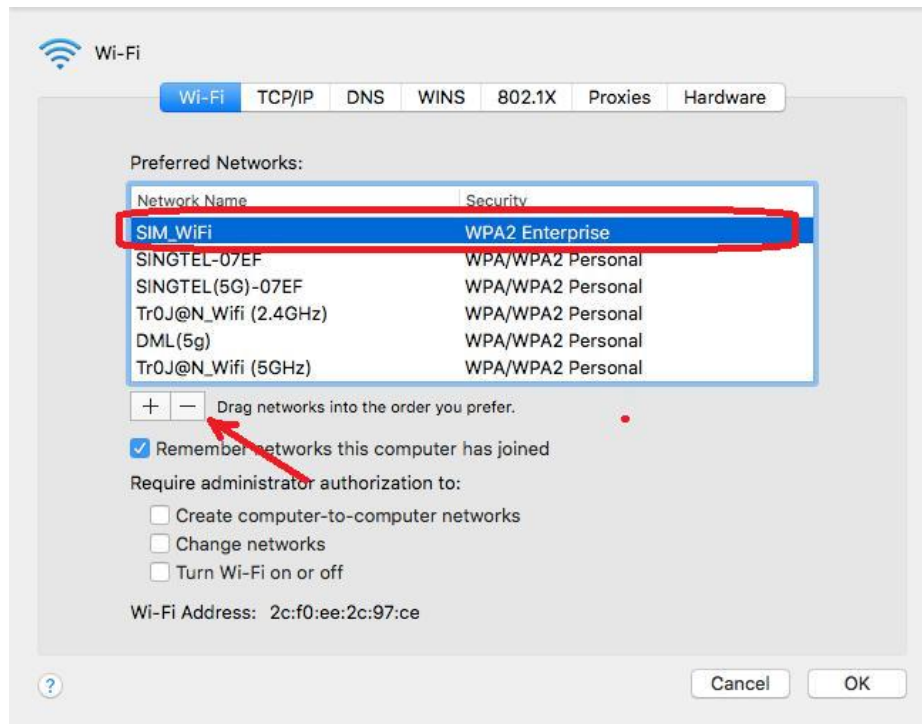 Wi-Fi
Wi-Fi TCP/IP DNS WINS 802.1X Proxies Hardware
Preferred Networks:
Network Name Security
SIM_WiFi WPA2 Enterprise
SINGTEL-07EF WPA/WPA2 Personal
SINGTEL(5G)-07EF WPA/WPA2 Personal
Tr0J@N_Wifi (2.4GHz) WPA/WPA2 Personal
DML(5g) WPA/WPA2 Personal
Tr0J@N_Wifi (5GHz) WPA/WPA2 Personal
+ − Drag networks into the order you prefer.
Remember networks this computer has joined
Require administrator authorization to:
Create computer-to-computer networks
Change networks
Turn Wi-Fi on or off
Wi-Fi Address: 2c:f0:ee:2c:97:ce
? Cancel OK